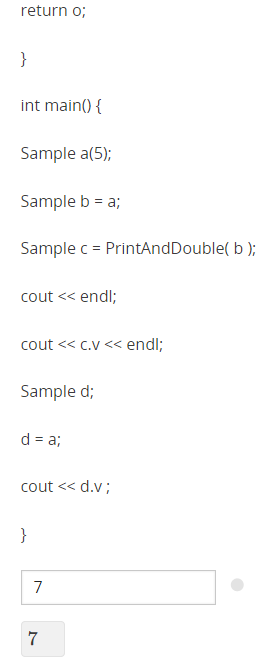 return o;
}
int main() {
Sample a(5);
Sample b = a;
Sample c = PrintAndDouble( b );
cout << endl;
cout << c.v << endl;
Sample d;
d = a;
cout << d.v ;
}
7
7